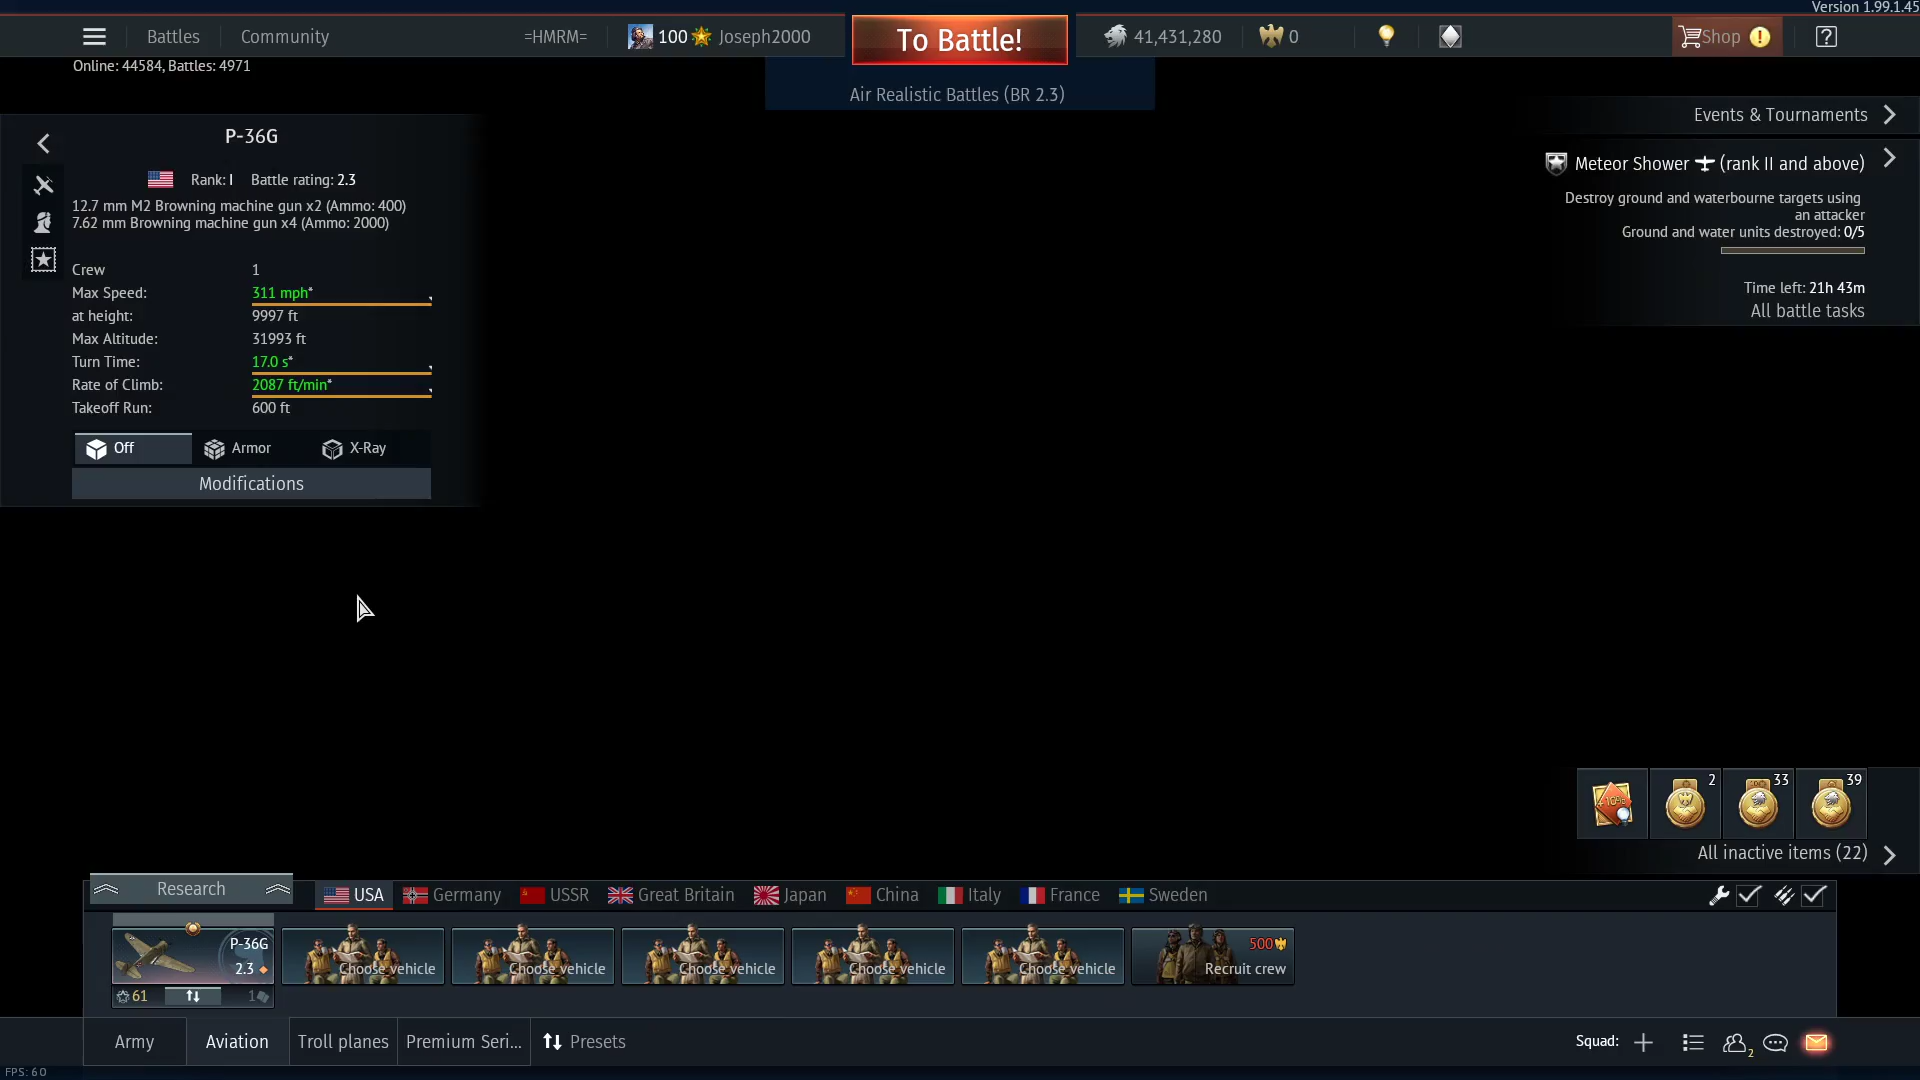 Version 1.99.1.45
Battles
Community
=HMRM=
100 Joseph2000
To Battle!
41,431,280
0
Shop
Online: 44584, Battles: 4971
Air Realistic Battles (BR 2.3)
Events & Tournaments
P-36G
Rank: I Battle rating: 2.3
12.7 mm M2 Browning machine gun x2 (Ammo: 400)
7.62 mm Browning machine gun x4 (Ammo: 2000)
Crew 1
Max Speed: 311 mph*
at height: 9997 ft
Max Altitude: 31993 ft
Turn Time: 17.0 s*
Rate of Climb: 2087 ft/min*
Takeoff Run: 600 ft
Off
Armor
X-Ray
Modifications
Meteor Shower (rank II and above)
Destroy ground and waterbourne targets using
an attacker
Ground and water units destroyed: 0/5
Time left: 21h 43m
All battle tasks
+10%
2
33
39
All inactive items (22)
Research
USA
Germany
USSR
Great Britain
Japan
China
Italy
France
Sweden
P-36G
2.3
61
1
Choose vehicle
Choose vehicle
Choose vehicle
Choose vehicle
Choose vehicle
500
Recruit crew
Army
Aviation
Troll planes
Premium Seri...
Presets
Squad:
2
FPS: 60